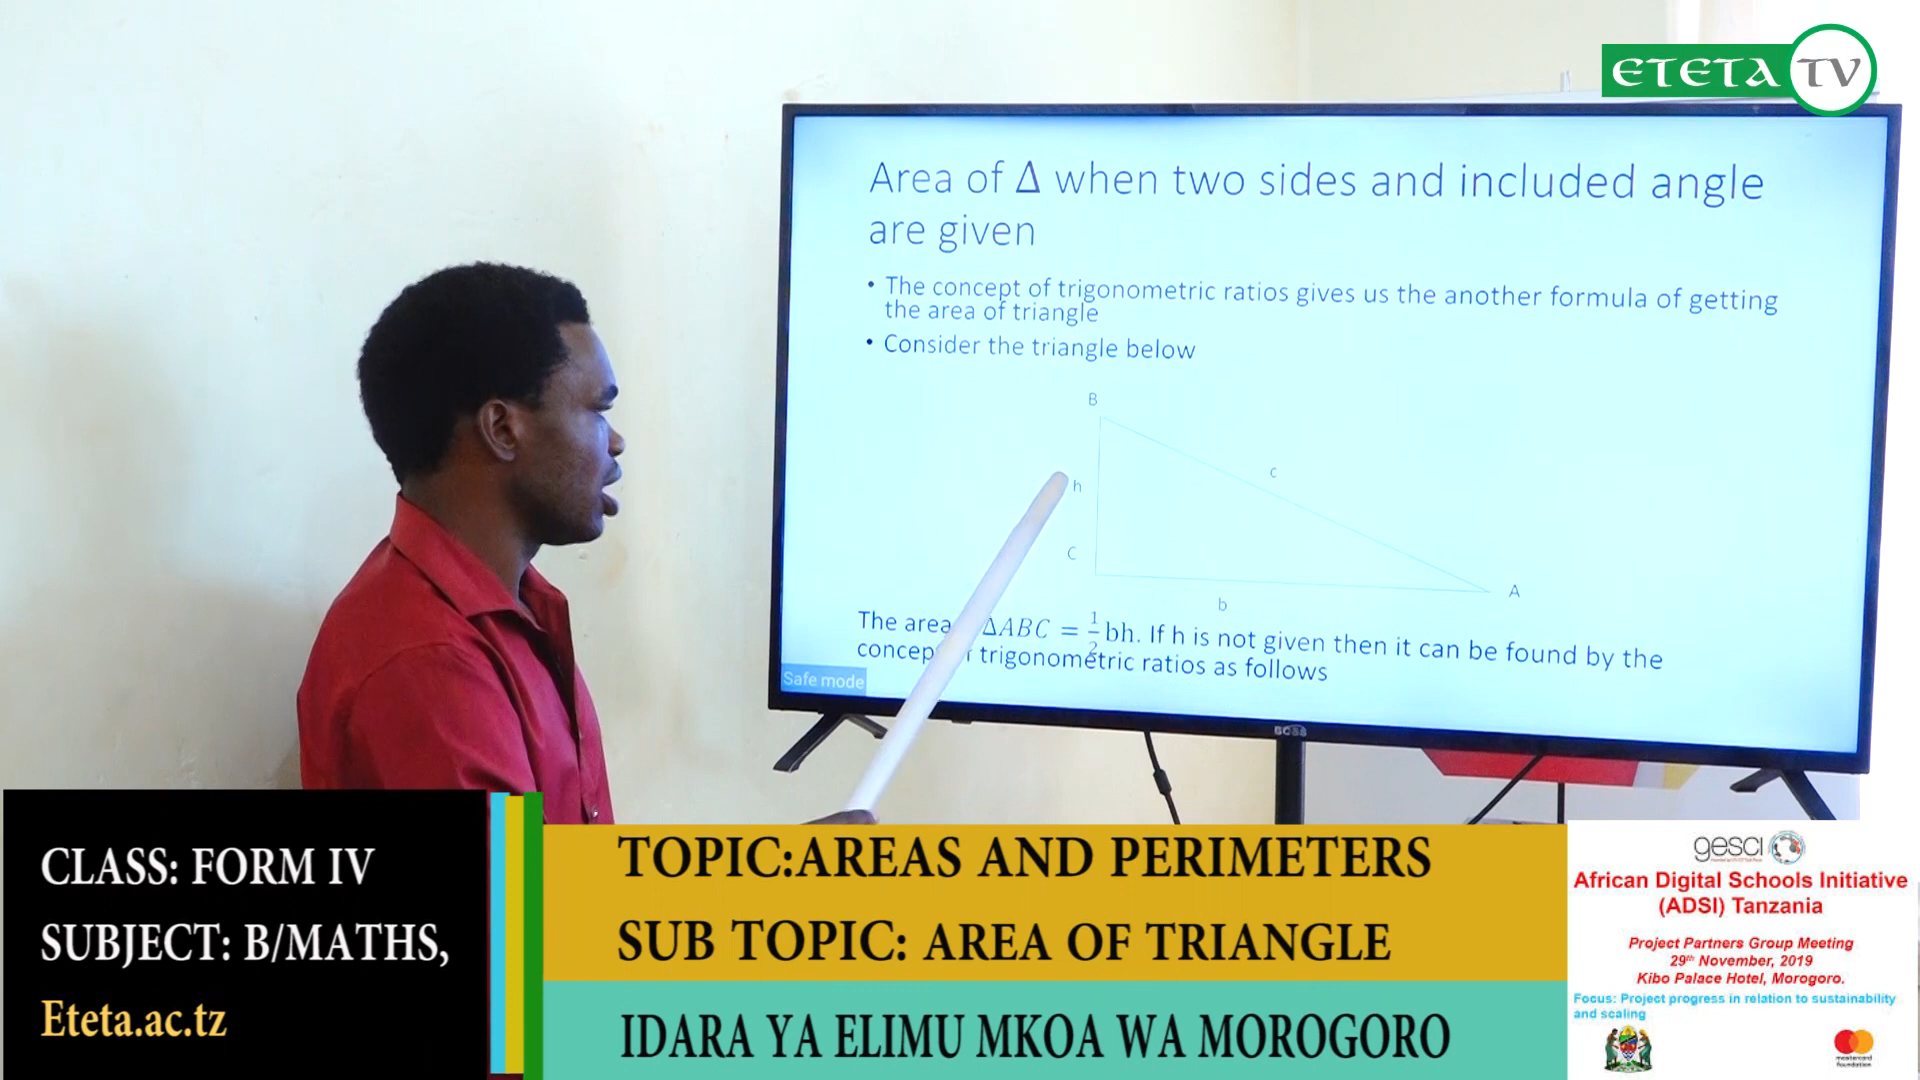 ETETA TV
Area of Δ when two sides and included angle
are given
• The concept of trigonometric ratios gives us the another formula of getting
the area of triangle
• Consider the triangle below
B
c
h
C
A
b
The area ΔABC = 1/2 bh. If h is not given then it can be found by the
trigonometric ratios as follows
Safe mode
BOSS
CLASS: FORM IV
SUBJECT: B/MATHS,
Eteta.ac.tz
TOPIC:AREAS AND PERIMETERS
SUB TOPIC: AREA OF TRIANGLE
IDARA YA ELIMU MKOA WA MOROGORO
gesci
African Digital Schools Initiative
(ADSI) Tanzania
Project Partners Group Meeting
29th November, 2019
Kibo Palace Hotel, Morogoro.
Focus: Project progress in relation to sustainability
and scaling
mastercard
foundation